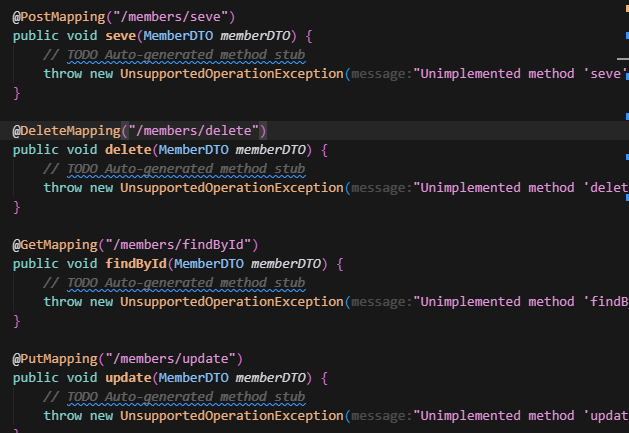 @PostMapping("/members/seve")
public void seve(MemberDTO memberDTO) {
// TODO Auto-generated method stub
throw new UnsupportedOperationException(message:"Unimplemented method 'seve'
}
@DeleteMapping("/members/delete")
public void delete(MemberDTO memberDTO) {
// TODO Auto-generated method stub
throw new UnsupportedOperationException(message:"Unimplemented method 'delet
}
@GetMapping("/members/findById")
public void findById(MemberDTO memberDTO) {
// TODO Auto-generated method stub
throw new UnsupportedOperationException(message:"Unimplemented method 'findB
}
@PutMapping("/members/update")
public void update(MemberDTO memberDTO) {
// TODO Auto-generated method stub
throw new UnsupportedOperationException(message:"Unimplemented method 'updat
}